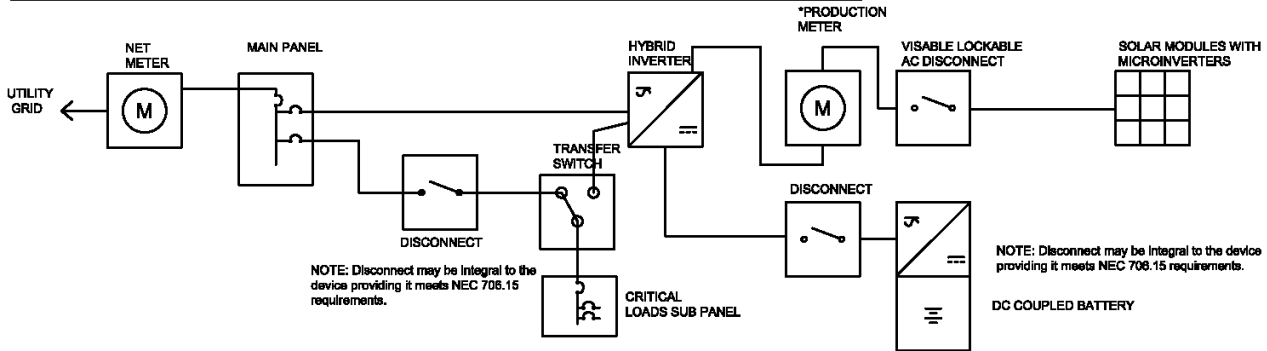 *PRODUCTION
METER
NET
METER
MAIN PANEL
HYBRID
INVERTER
VISABLE LOCKABLE
AC DISCONNECT
SOLAR MODULES WITH
MICROINVERTERS
UTILITY
GRID
M
M
TRANSFER
SWITCH
DISCONNECT
DISCONNECT
NOTE: Disconnect may be integral to the
device providing it meets NEC 706.15
requirements.
NOTE: Disconnect may be integral to the device
providing it meets NEC 706.15 requirements.
CRITICAL
LOADS SUB PANEL
DC COUPLED BATTERY